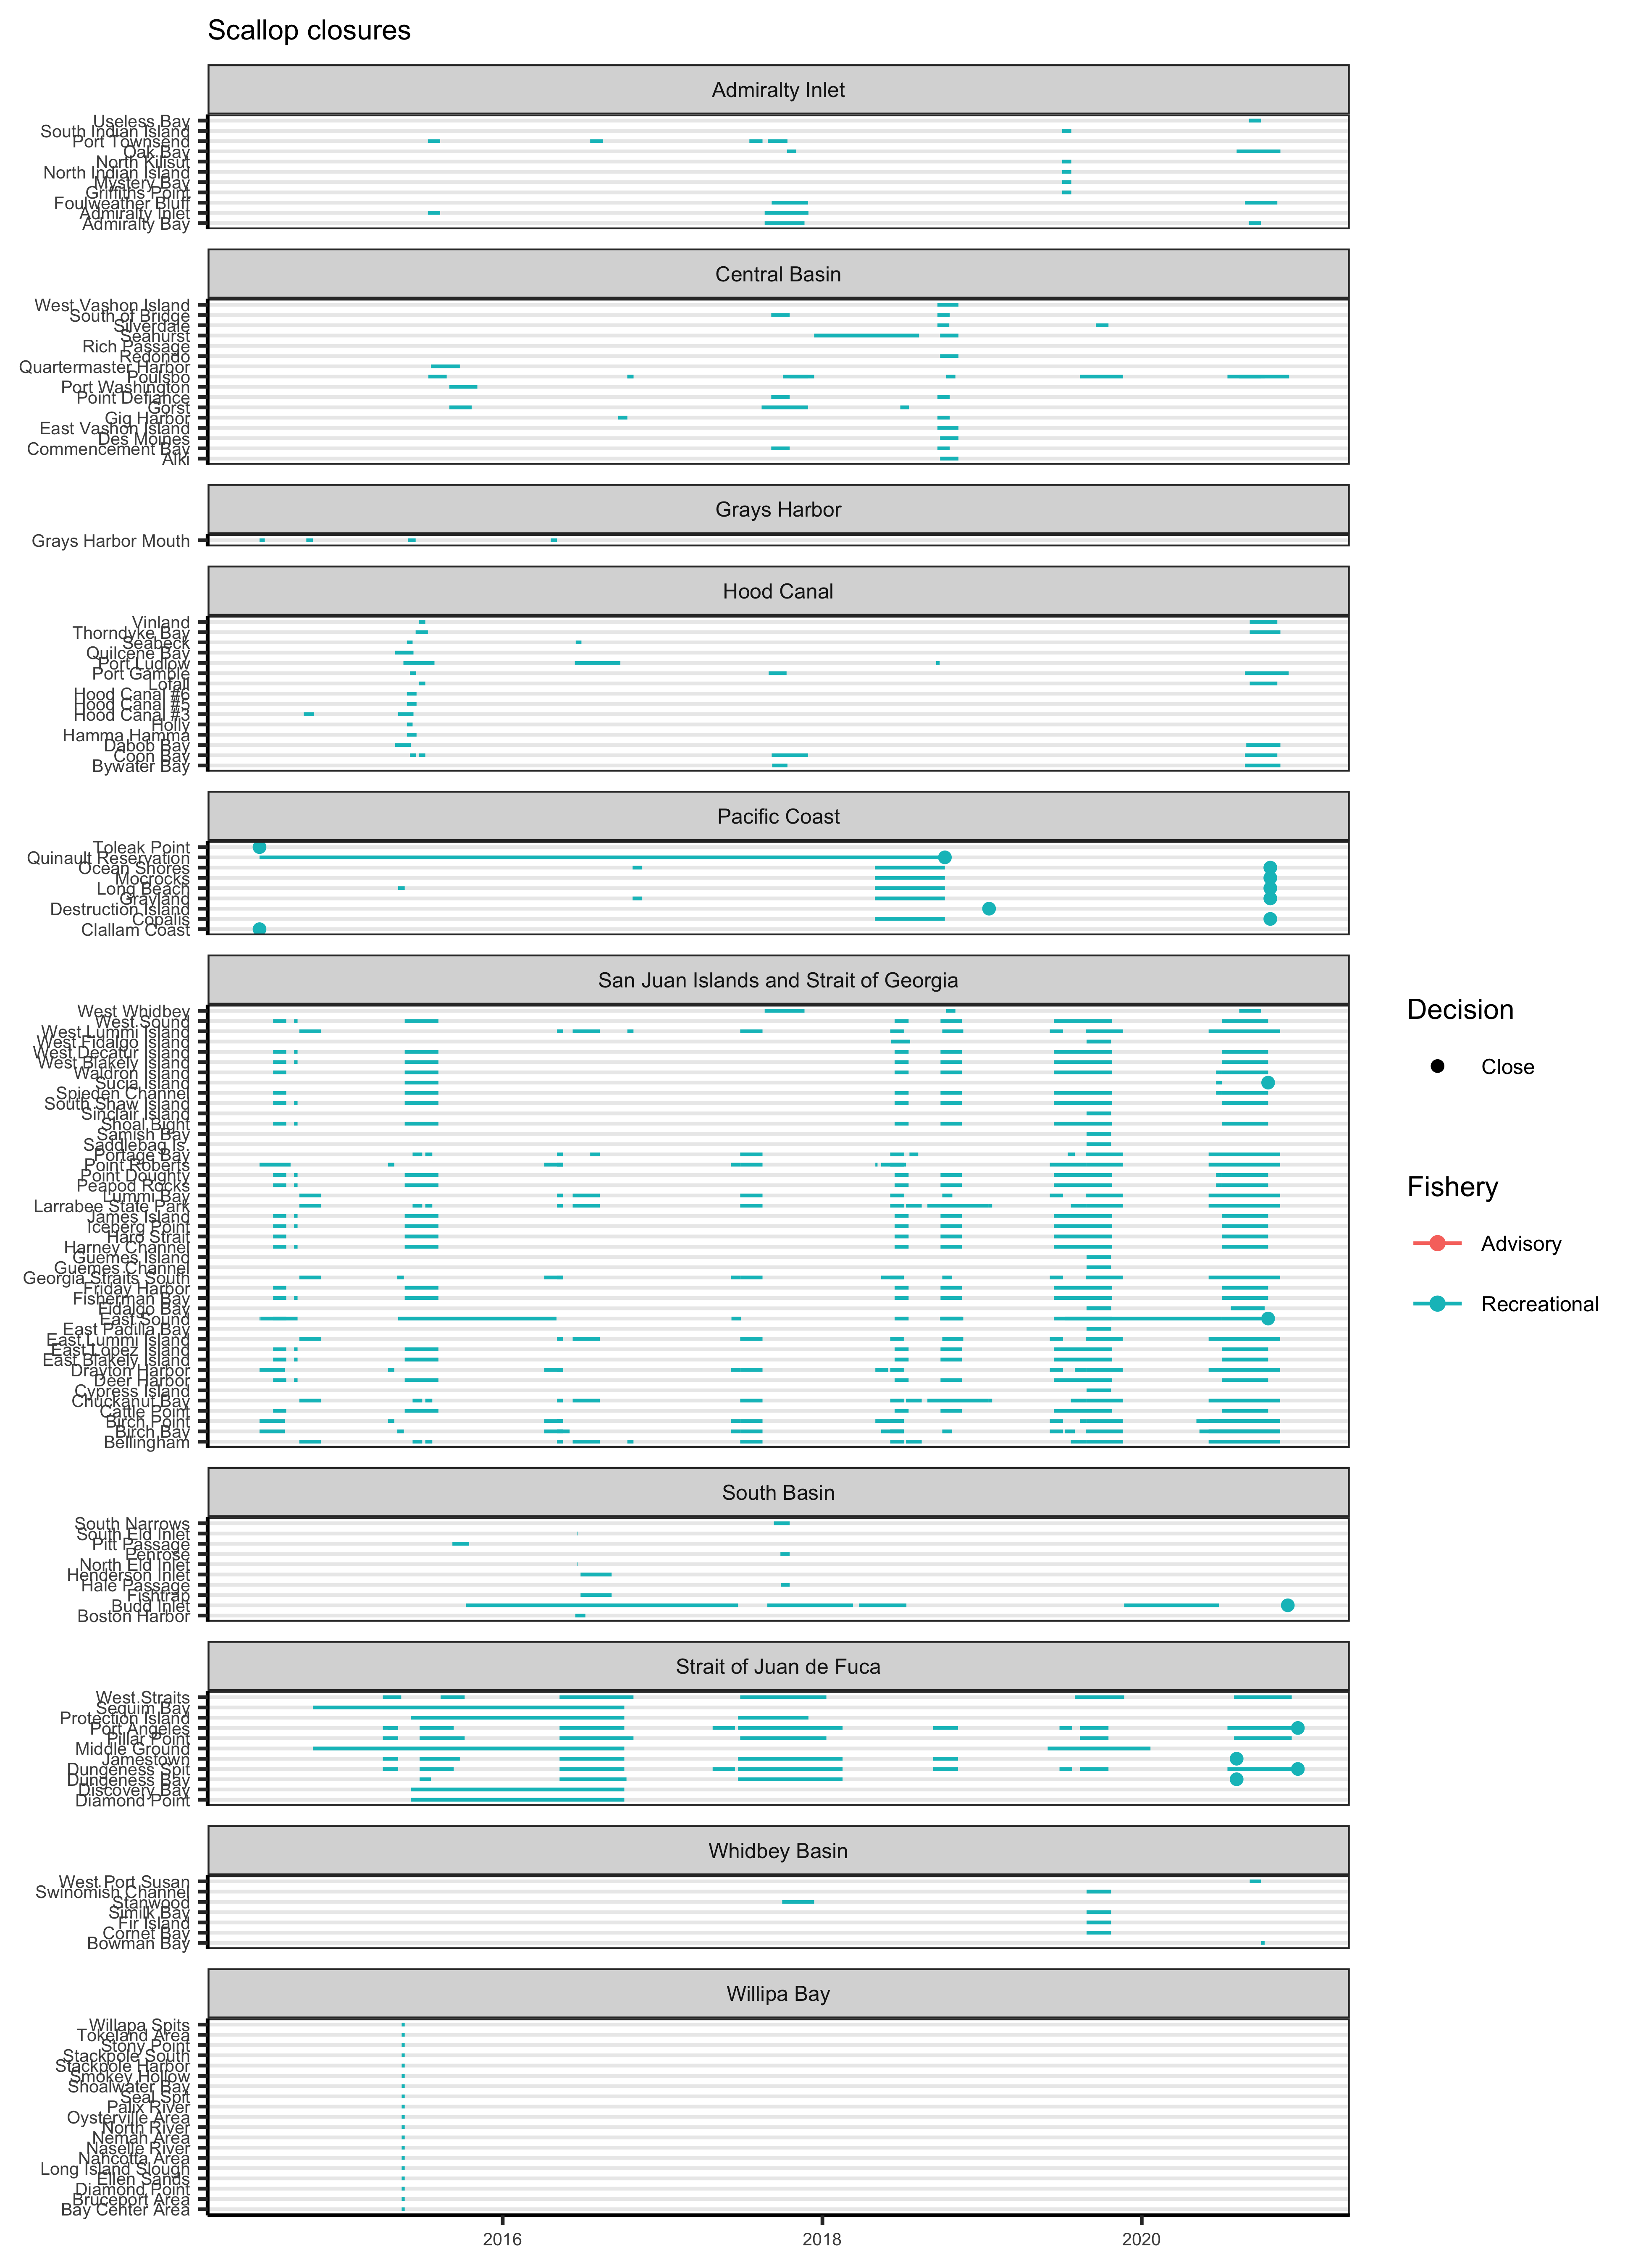 Scallop closures
Admiralty Inlet
Useless Bay
South Indian Island
Port Townsend
Oak Bay
North Kilisut
North Indian Island
Mystery Bay
Griffiths Point
Foulweather Bluff
Admiralty Inlet
Admiralty Bay
Central Basin
West Vashon Island
South of Bridge
Silverdale
Seahurst
Rich Passage
Redondo
Quartermaster Harbor
Poulsbo
Port Washington
Point Defiance
Gorst
Gig Harbor
East Vashon Island
Des Moines
Commencement Bay
Alki
Grays Harbor
Grays Harbor Mouth
Hood Canal
Vinland
Thorndyke Bay
Seabeck
Quilcene Bay
Port Ludlow
Port Gamble
Lofall
Hood Canal #6
Hood Canal #5
Hood Canal #3
Holly
Hamma Hamma
Dabob Bay
Coon Bay
Bywater Bay
Pacific Coast
Toleak Point
Quinault Reservation
Ocean Shores
Mocrocks
Long Beach
Grayland
Destruction Island
Copalis
Clallam Coast
San Juan Islands and Strait of Georgia
West Whidbey
West Sound
West Lummi Island
West Fidalgo Island
West Decatur Island
West Blakely Island
Waldron Island
Sucia Island
Spieden Channel
South Shaw Island
Sinclair Island
Shoal Bight
Samish Bay
Saddlebag Is.
Portage Bay
Point Roberts
Point Doughty
Peapod Rocks
Lummi Bay
Larrabee State Park
James Island
Iceberg Point
Haro Strait
Harney Channel
Guemes Island
Guemes Channel
Georgia Straits South
Friday Harbor
Fisherman Bay
Fidalgo Bay
East Sound
East Padilla Bay
East Lummi Island
East Lopez Island
East Blakely Island
Drayton Harbor
Deer Harbor
Cypress Island
Chuckanut Bay
Cattle Point
Birch Point
Birch Bay
Bellingham
Decision
Close
Fishery
Advisory
Recreational
South Basin
South Narrows
South Eld Inlet
Pitt Passage
Penrose
North Eld Inlet
Henderson Inlet
Hale Passage
Fishtrap
Budd Inlet
Boston Harbor
Strait of Juan de Fuca
West Straits
Sequim Bay
Protection Island
Port Angeles
Pillar Point
Middle Ground
Jamestown
Dungeness Spit
Dungeness Bay
Discovery Bay
Diamond Point
Whidbey Basin
West Port Susan
Swinomish Channel
Stanwood
Similk Bay
Fir Island
Cornet Bay
Bowman Bay
Willipa Bay
Willapa Spits
Tokeland Area
Stony Point
Stackpole South
Stackpole Harbor
Smokey Hollow
Shoalwater Bay
Seal Spit
Palix River
Oysterville Area
North River
Nemah Area
Naselle River
Nahcotta Area
Long Island Slough
Ellen Sands
Diamond Point
Bruceport Area
Bay Center Area
2016
2018
2020